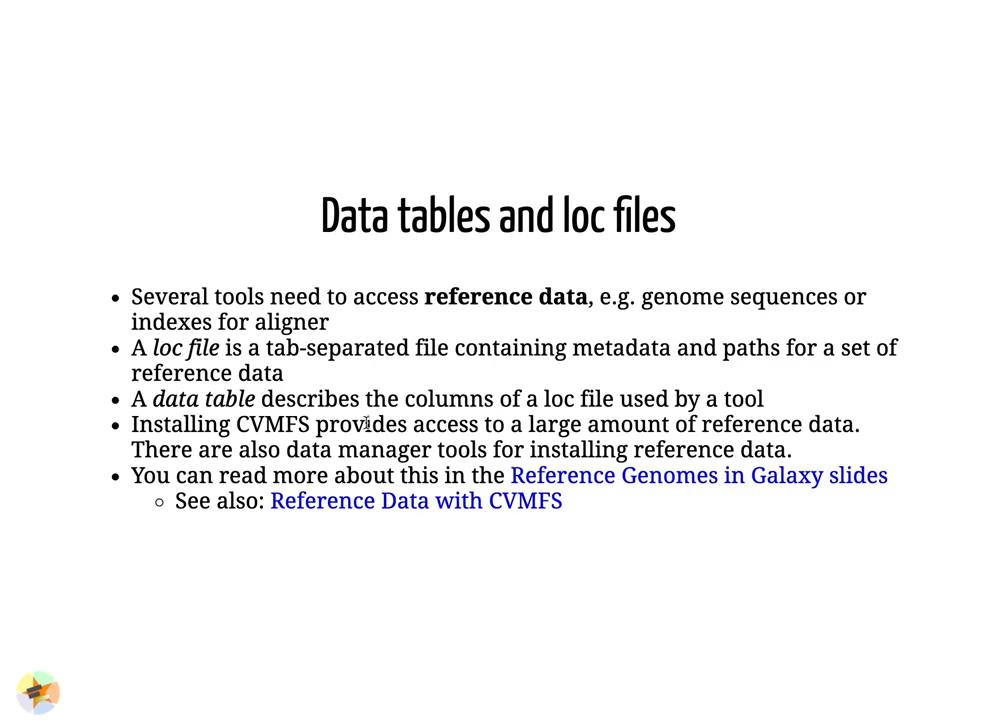 Data tables and loc files
• Several tools need to access reference data, e.g. genome sequences or
indexes for aligner
• A loc file is a tab-separated file containing metadata and paths for a set of
reference data
• A data table describes the columns of a loc file used by a tool
• Installing CVMFS provides access to a large amount of reference data.
There are also data manager tools for installing reference data.
• You can read more about this in the Reference Genomes in Galaxy slides
◦ See also: Reference Data with CVMFS